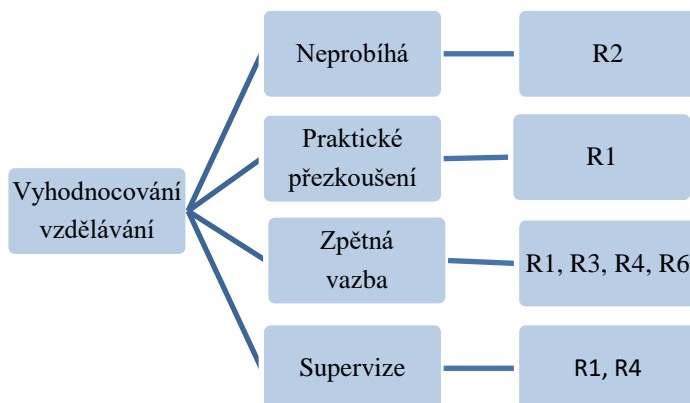 Neprobíhá
R2
Praktické
přezkoušení
R1
Vyhodnocování
vzdělávání
Zpětná
vazba
R1, R3, R4, R6
Supervize
R1, R4